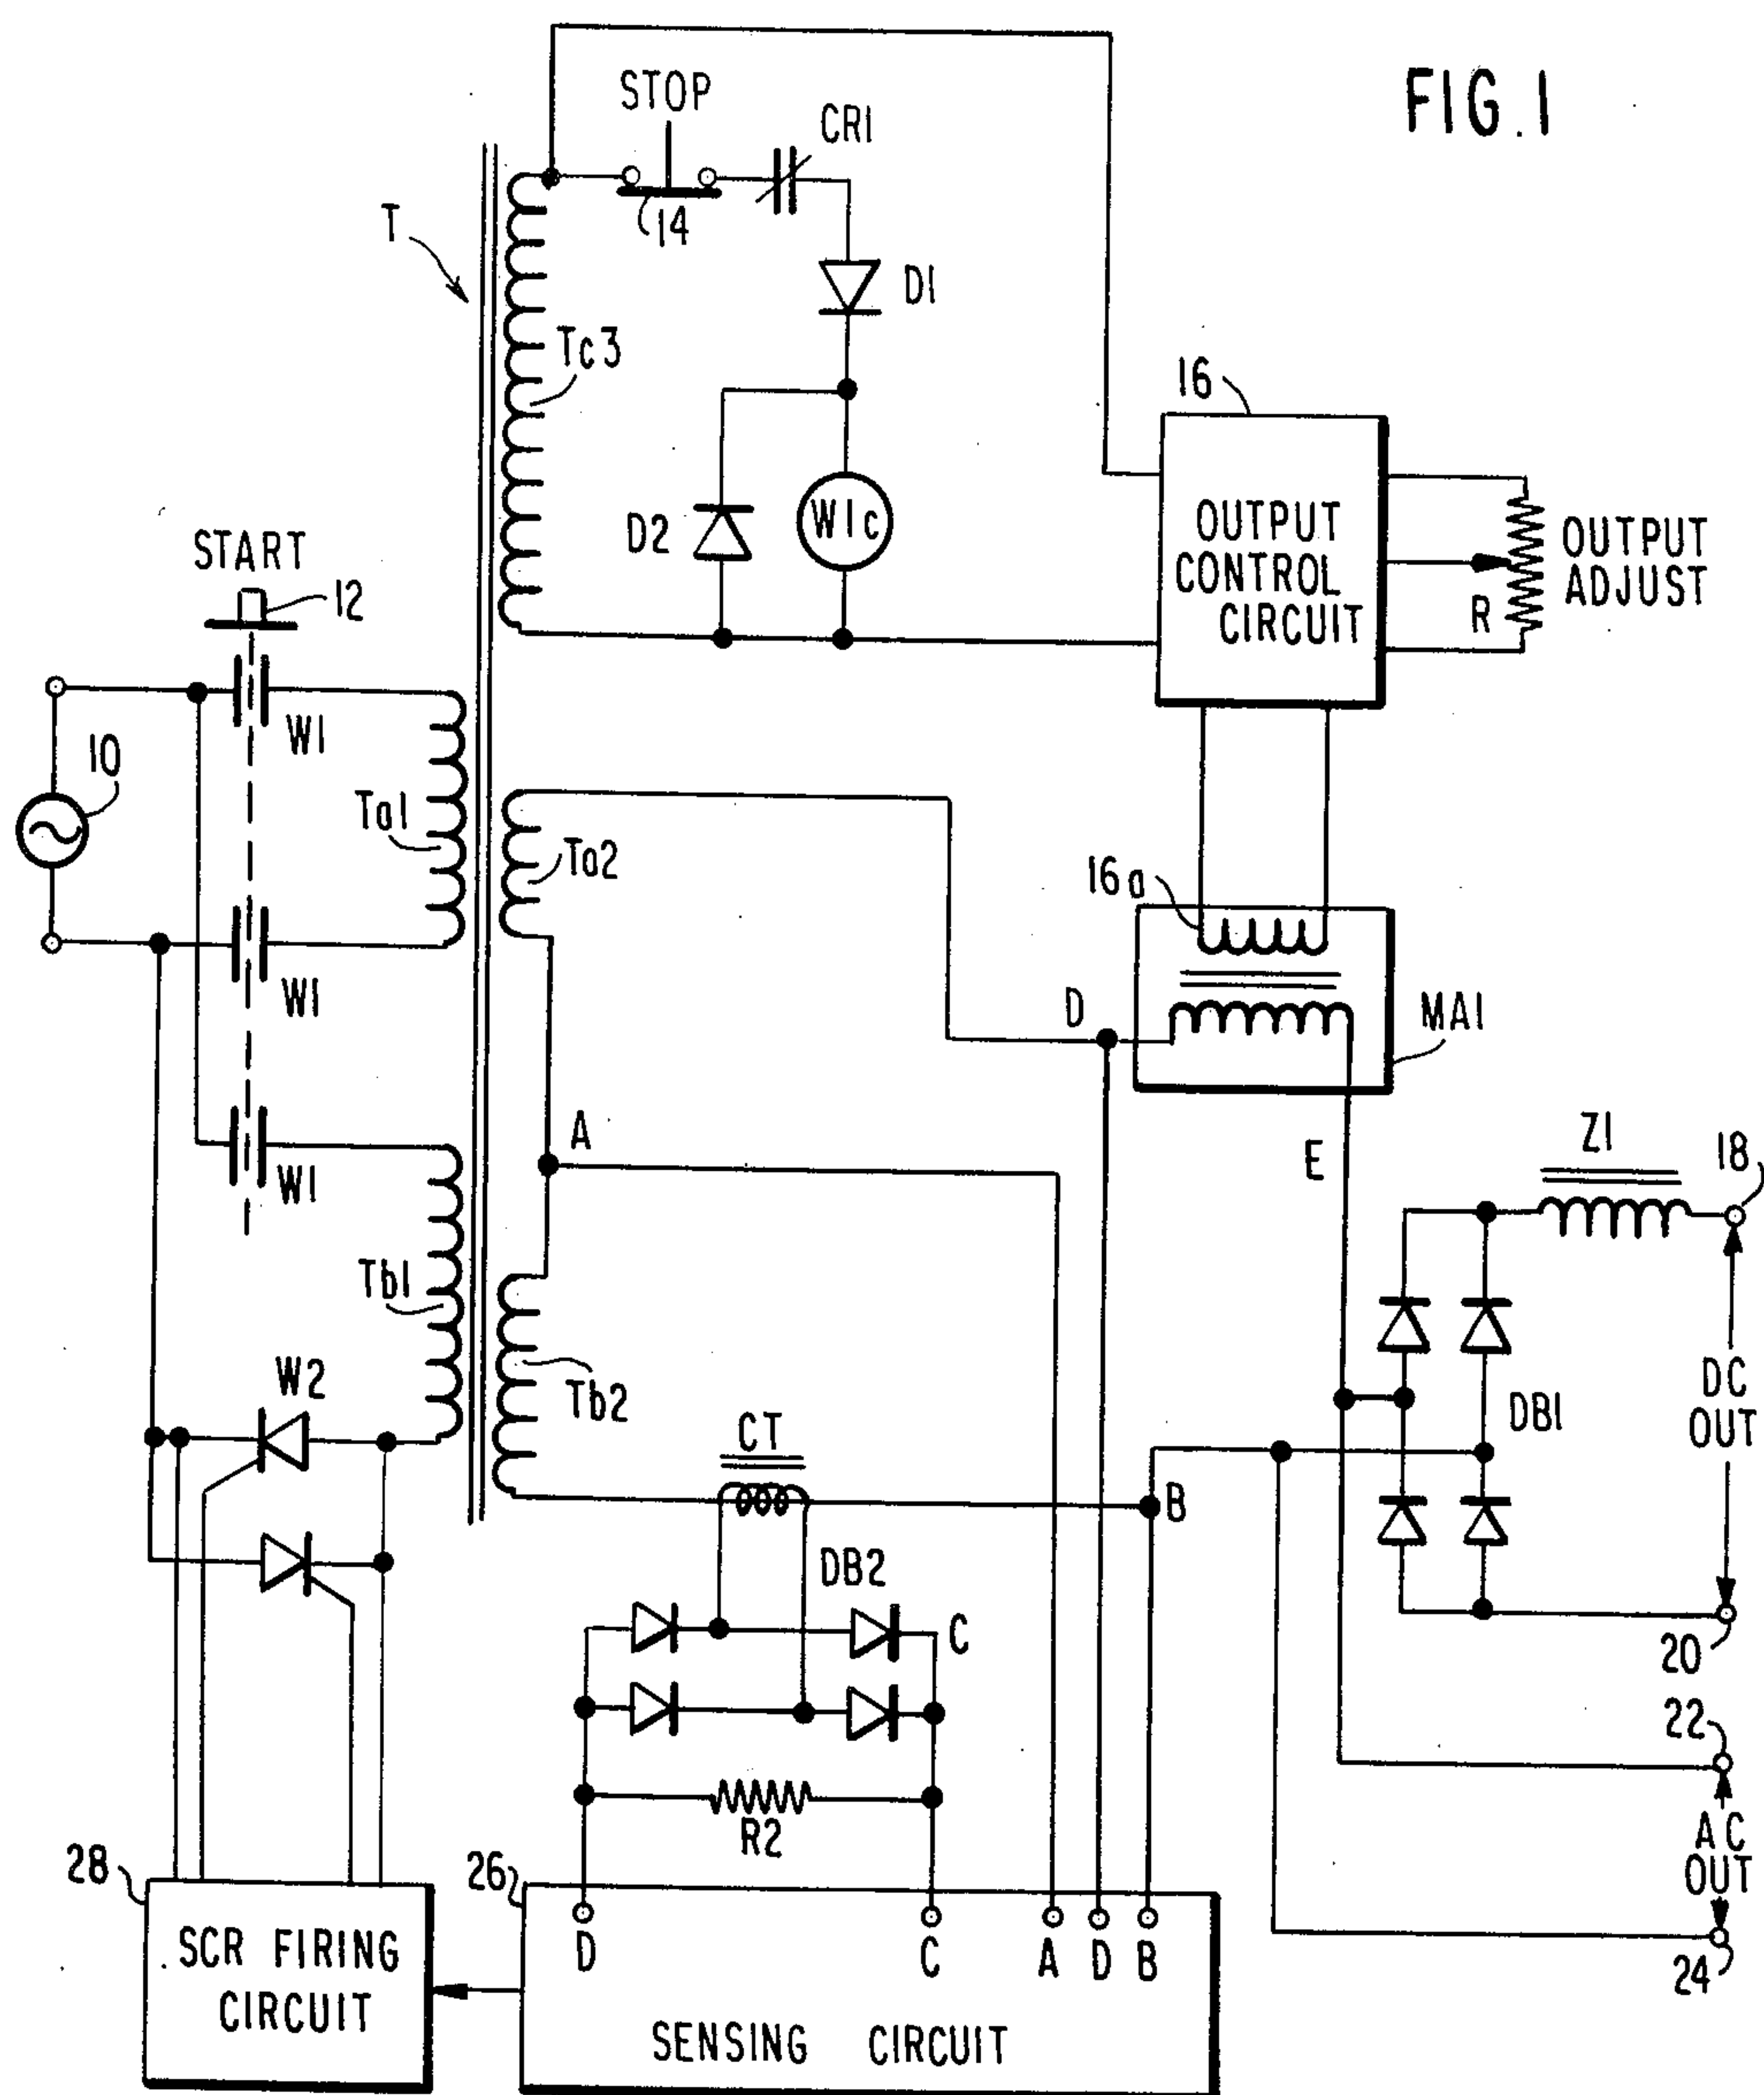 FIG. 1
STOP
CR1
14
T
D1
Tc3
16
D2
W1c
OUTPUT
CONTROL
CIRCUIT
OUTPUT
ADJUST
R
START
12
W1
10
Ta1
Ta2
16a
W1
D
MA1
A
E
Z1
18
W1
Tb1
W2
Tb2
CT
DB1
DC
OUT
B
DB2
C
20
22
R2
AC
OUT
28
26
24
D
C
A
D
B
SCR FIRING
CIRCUIT
SENSING CIRCUIT